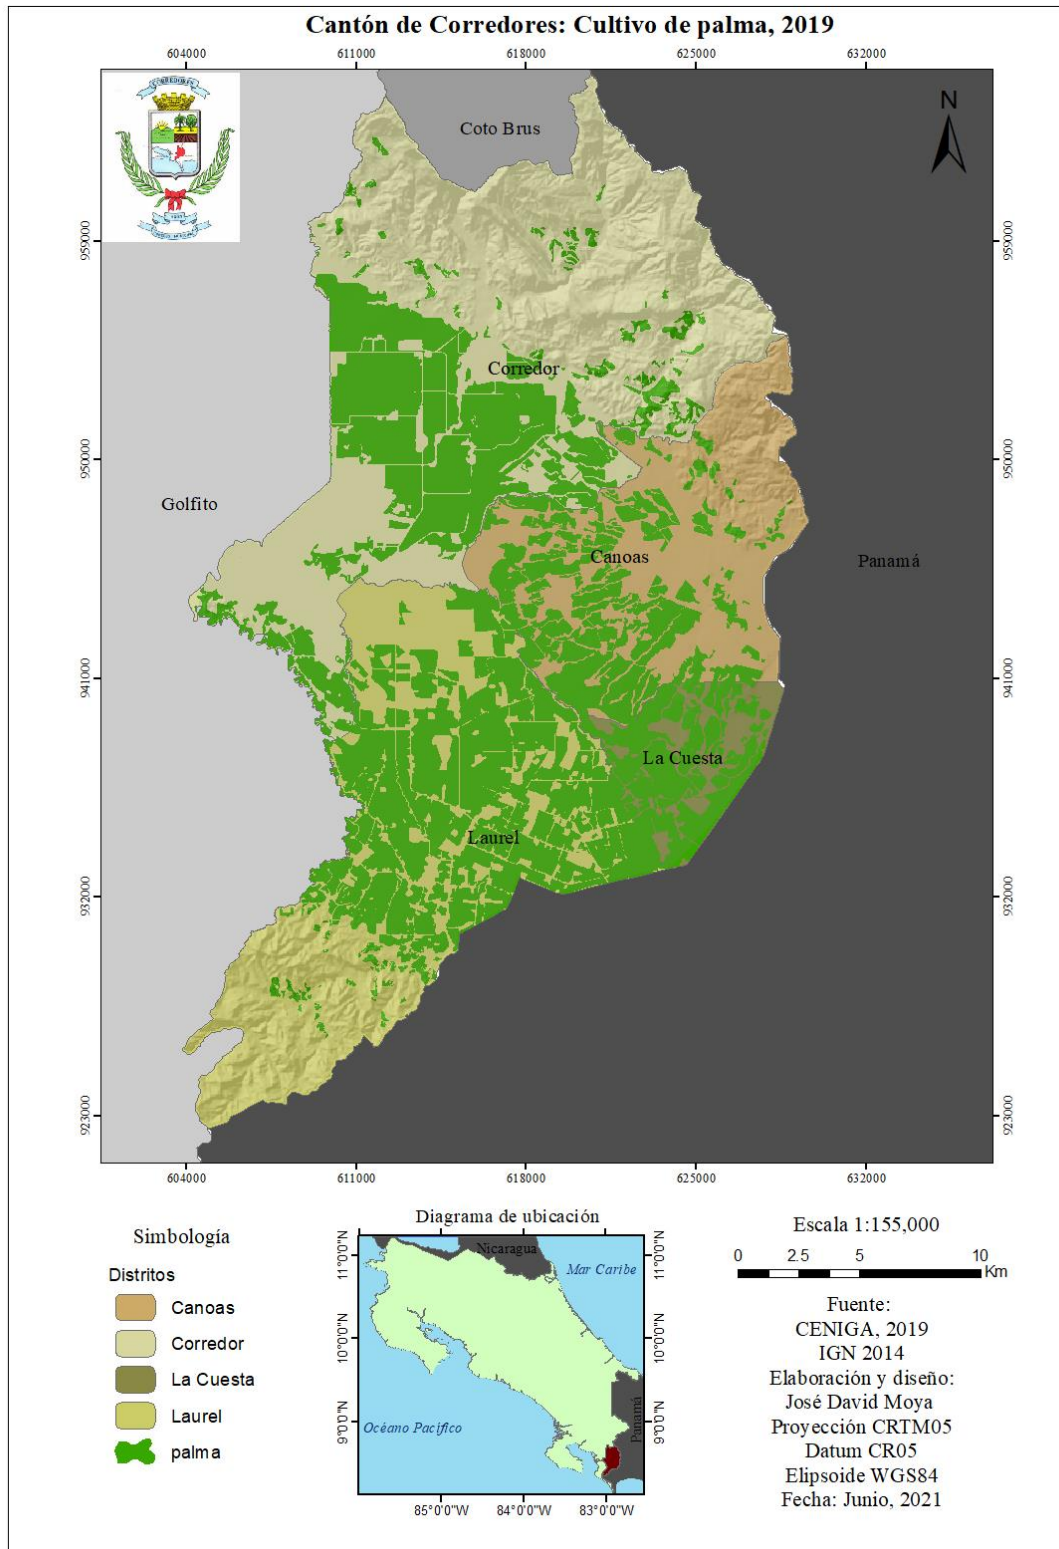 Cantón de Corredores: Cultivo de palma, 2019
604000 611000 618000 625000 632000
CORREDORES
Coto Brus
N
959000 959000
Corredor
950000 950000
Golfito
Canoas
Panamá
941000 941000
La Cuesta
Laurel
932000 932000
923000 923000
604000 611000 618000 625000 632000
Simbología
Distritos
Canoas
Corredor
La Cuesta
Laurel
palma
Diagrama de ubicación
Nicaragua
Mar Caribe
Océano Pacífico
Panamá
11°0'0"N 11°0'0"N
10°0'0"N 10°0'0"N
9°0'0"N 9°0'0"N
85°0'0"W 84°0'0"W 83°0'0"W
Escala 1:155,000
0 2.5 5 10
Km
Fuente:
CENIGA, 2019
IGN 2014
Elaboración y diseño:
José David Moya
Proyección CRTM05
Datum CR05
Elipsoide WGS84
Fecha: Junio, 2021